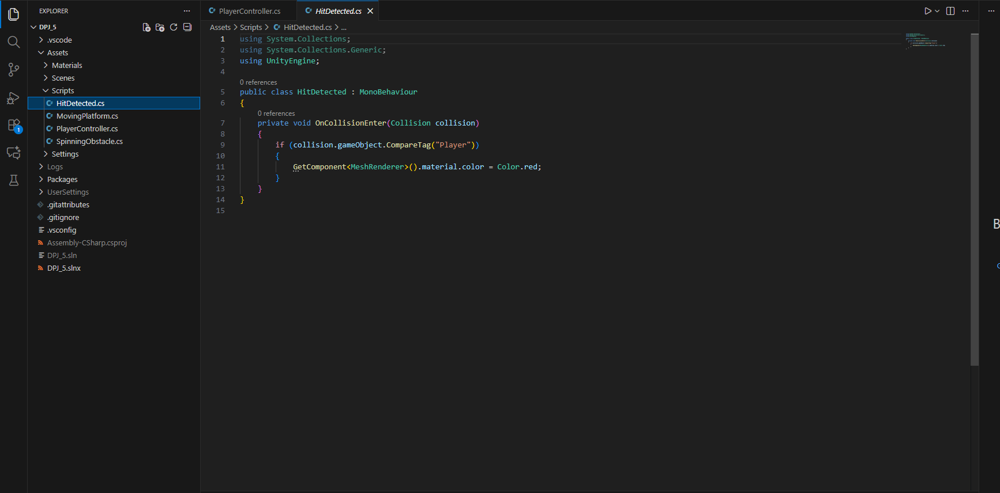 EXPLORER
DPJ_5
.vscode
Assets
Materials
Scenes
Scripts
HitDetected.cs
MovingPlatform.cs
PlayerController.cs
SpinningObstacle.cs
Settings
Logs
Packages
UserSettings
.gitattributes
.gitignore
.vsconfig
Assembly-CSharp.csproj
DPJ_5.sln
DPJ_5.slnx
1
PlayerController.cs
HitDetected.cs
Assets > Scripts > HitDetected.cs > ...
1 using System.Collections;
2 using System.Collections.Generic;
3 using UnityEngine;
4
0 references
5 public class HitDetected : MonoBehaviour
6 {
0 references
7 private void OnCollisionEnter(Collision collision)
8 {
9 if (collision.gameObject.CompareTag("Player"))
10 {
11 GetComponent<MeshRenderer>().material.color = Color.red;
12 }
13 }
14 }
15
B